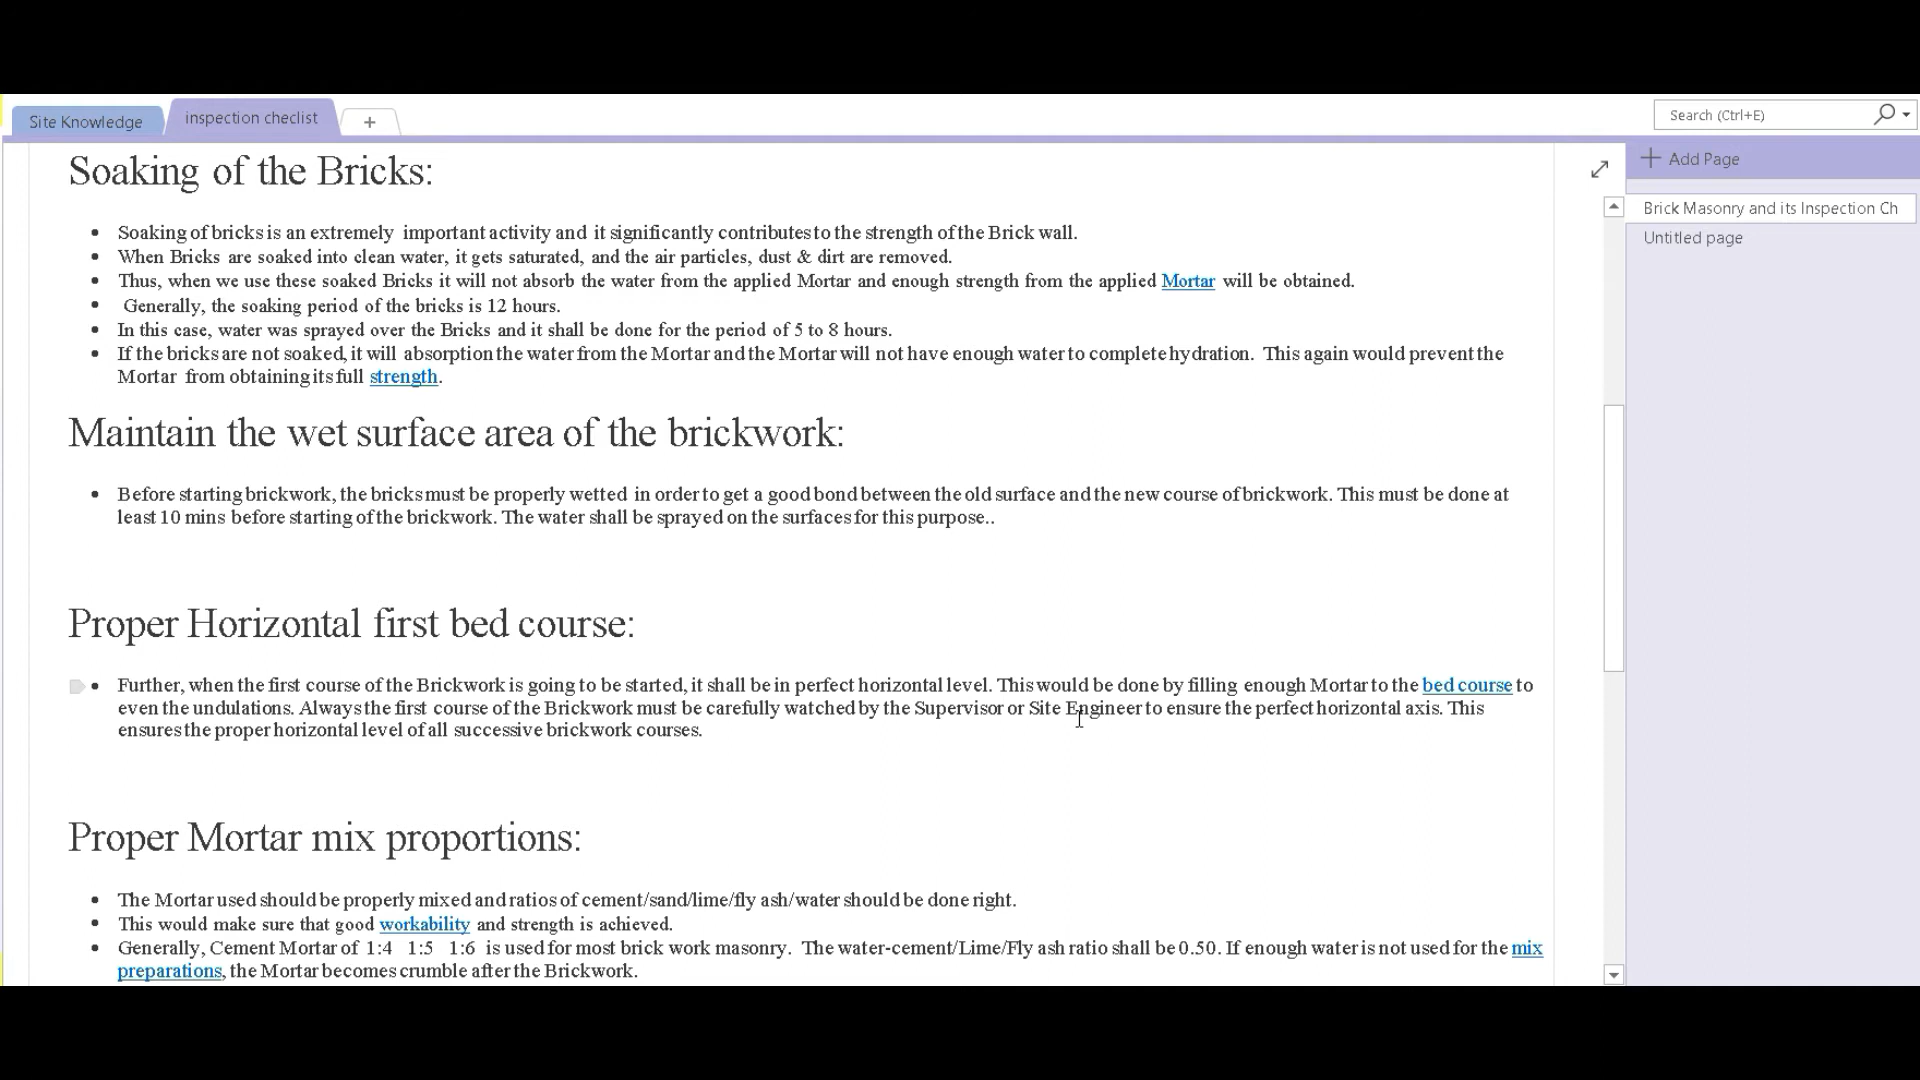 Site Knowledge
inspection checlist
+
Search (Ctrl+E)
Add Page
Brick Masonry and its Inspection Ch
Untitled page
Soaking of the Bricks:
• Soaking of bricks is an extremely important activity and it significantly contributes to the strength of the Brick wall.
• When Bricks are soaked into clean water, it gets saturated, and the air particles, dust & dirt are removed.
• Thus, when we use these soaked Bricks it will not absorb the water from the applied Mortar and enough strength from the applied Mortar will be obtained.
• Generally, the soaking period of the bricks is 12 hours.
• In this case, water was sprayed over the Bricks and it shall be done for the period of 5 to 8 hours.
• If the bricks are not soaked, it will absorption the water from the Mortar and the Mortar will not have enough water to complete hydration. This again would prevent the
Mortar from obtaining its full strength.
Maintain the wet surface area of the brickwork:
• Before starting brickwork, the bricks must be properly wetted in order to get a good bond between the old surface and the new course of brickwork. This must be done at
least 10 mins before starting of the brickwork. The water shall be sprayed on the surfaces for this purpose..
Proper Horizontal first bed course:
• Further, when the first course of the Brickwork is going to be started, it shall be in perfect horizontal level. This would be done by filling enough Mortar to the bed course to
even the undulations. Always the first course of the Brickwork must be carefully watched by the Supervisor or Site Engineer to ensure the perfect horizontal axis. This
ensures the proper horizontal level of all successive brickwork courses.
Proper Mortar mix proportions:
• The Mortar used should be properly mixed and ratios of cement/sand/lime/fly ash/water should be done right.
• This would make sure that good workability and strength is achieved.
• Generally, Cement Mortar of 1:4 1:5 1:6 is used for most brick work masonry. The water-cement/Lime/Fly ash ratio shall be 0.50. If enough water is not used for the mix
preparations, the Mortar becomes crumble after the Brickwork.